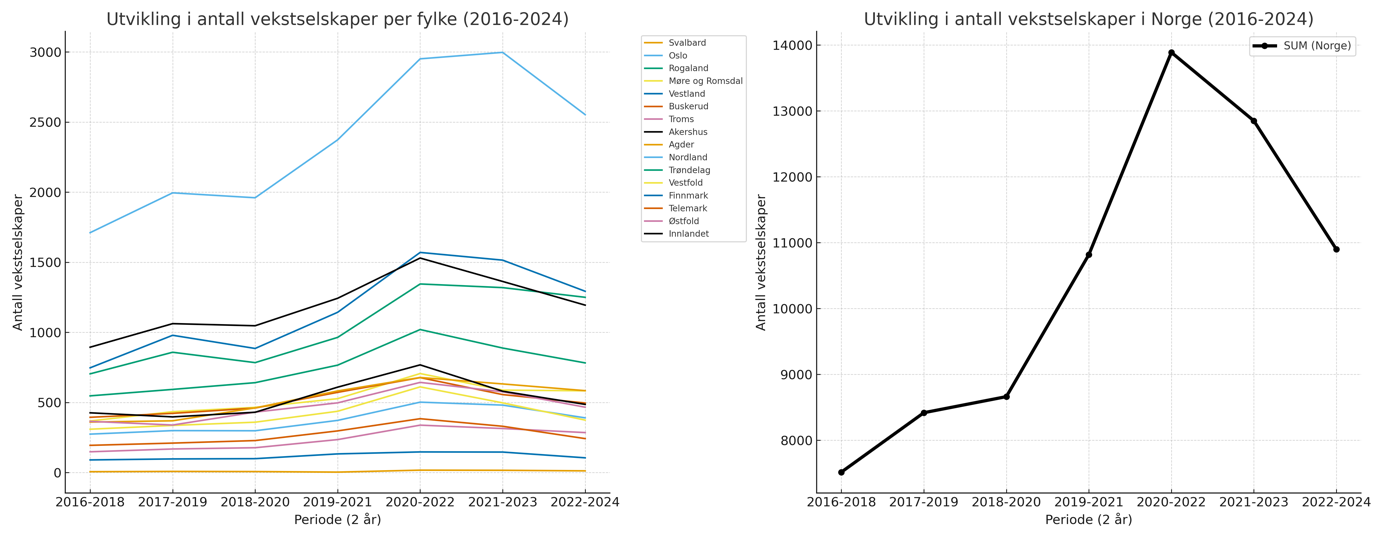 Utvikling i antall vekstselskaper per fylke (2016-2024)
Antall vekstselskaper
3000
2500
2000
1500
1000
500
0
2016-2018 2017-2019 2018-2020 2019-2021 2020-2022 2021-2023 2022-2024
Periode (2 år)
Svalbard
Oslo
Rogaland
Møre og Romsdal
Vestland
Buskerud
Troms
Akershus
Agder
Nordland
Trøndelag
Vestfold
Finnmark
Telemark
Østfold
Innlandet
Utvikling i antall vekstselskaper i Norge (2016-2024)
Antall vekstselskaper
14000
13000
12000
11000
10000
9000
8000
SUM (Norge)
2016-2018 2017-2019 2018-2020 2019-2021 2020-2022 2021-2023 2022-2024
Periode (2 år)